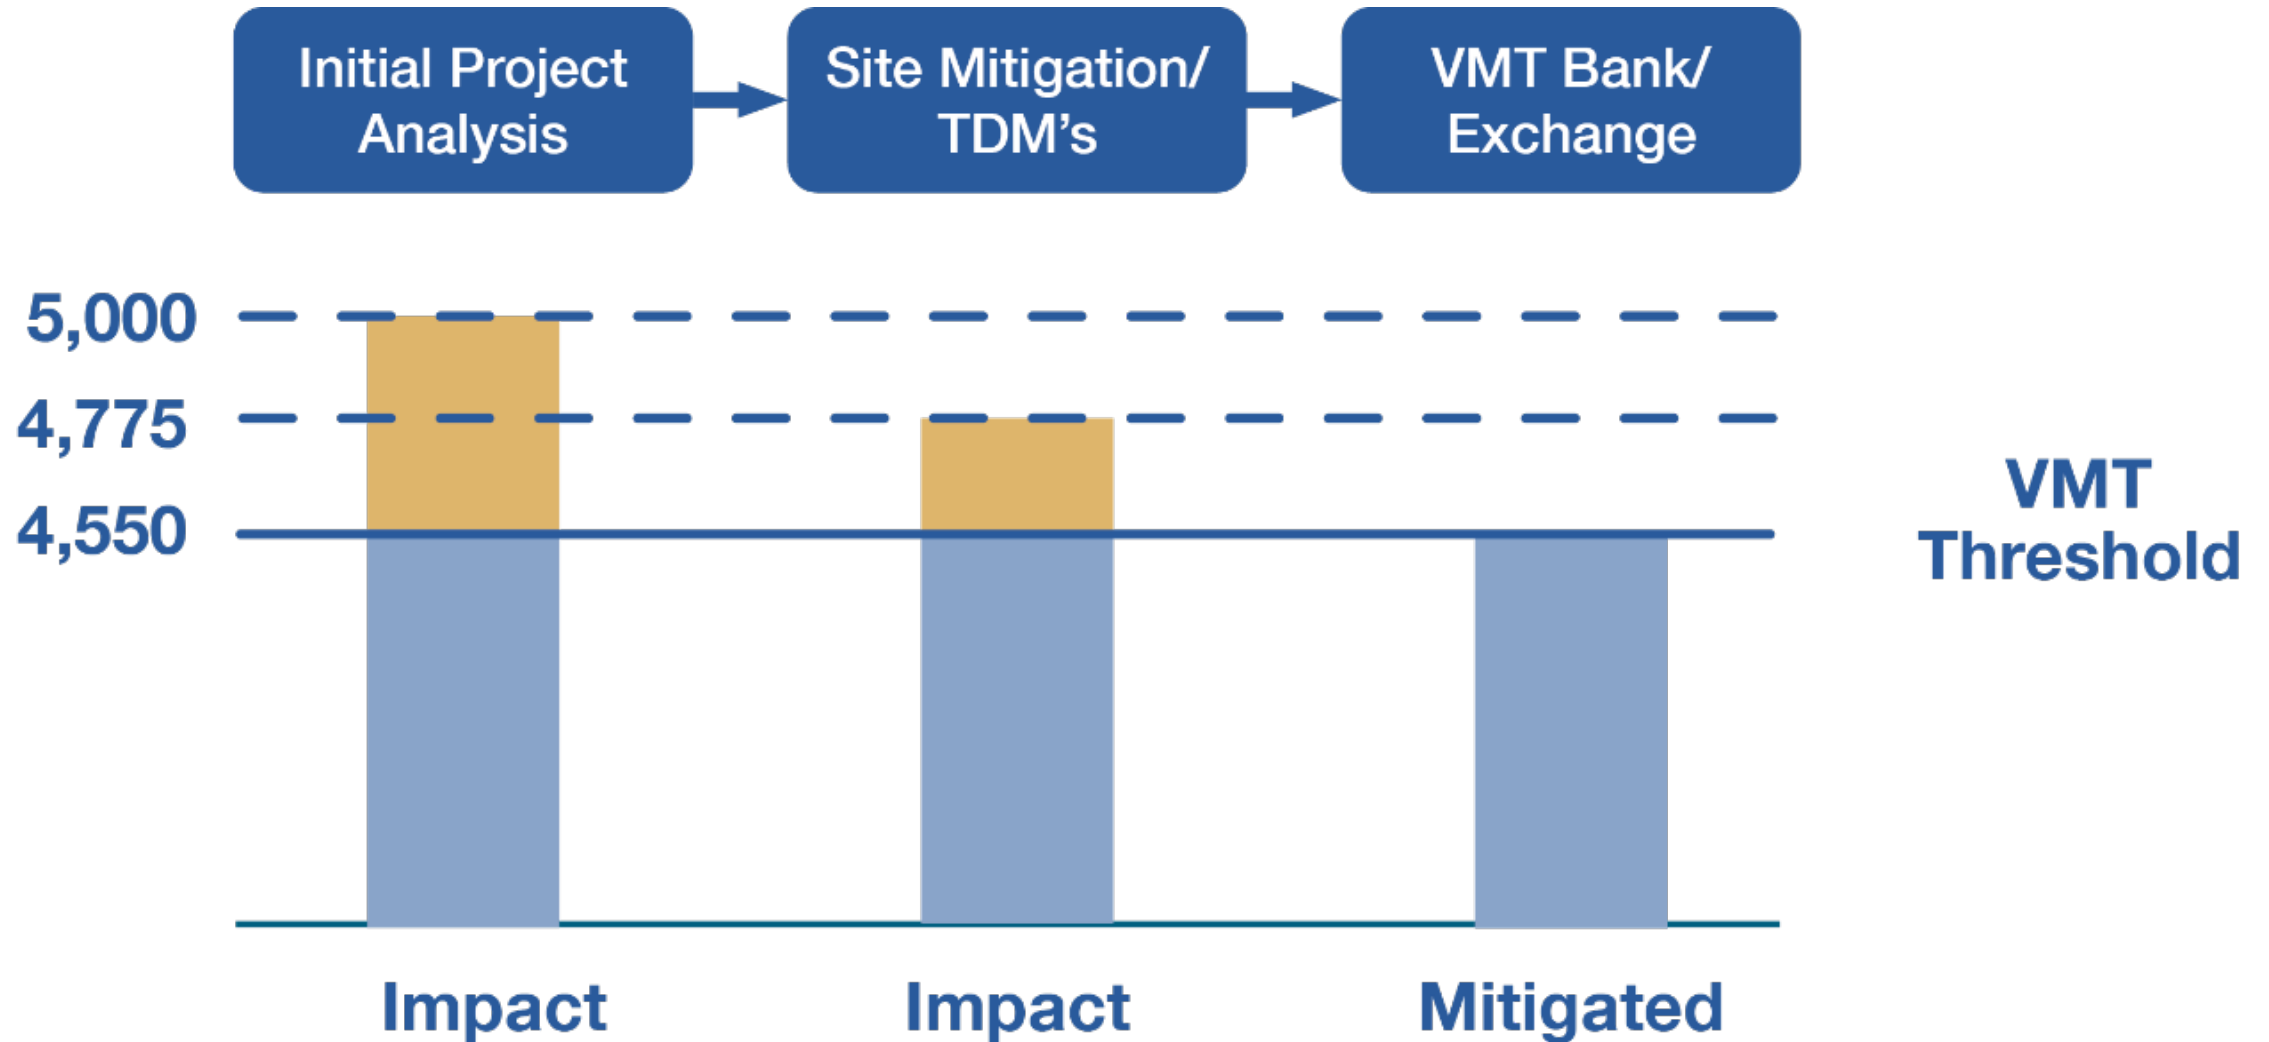 Initial Project
Analysis
Site Mitigation/
TDM’s
VMT Bank/
Exchange
5,000
4,775
4,550
VMT
Threshold
Impact
Impact
Mitigated